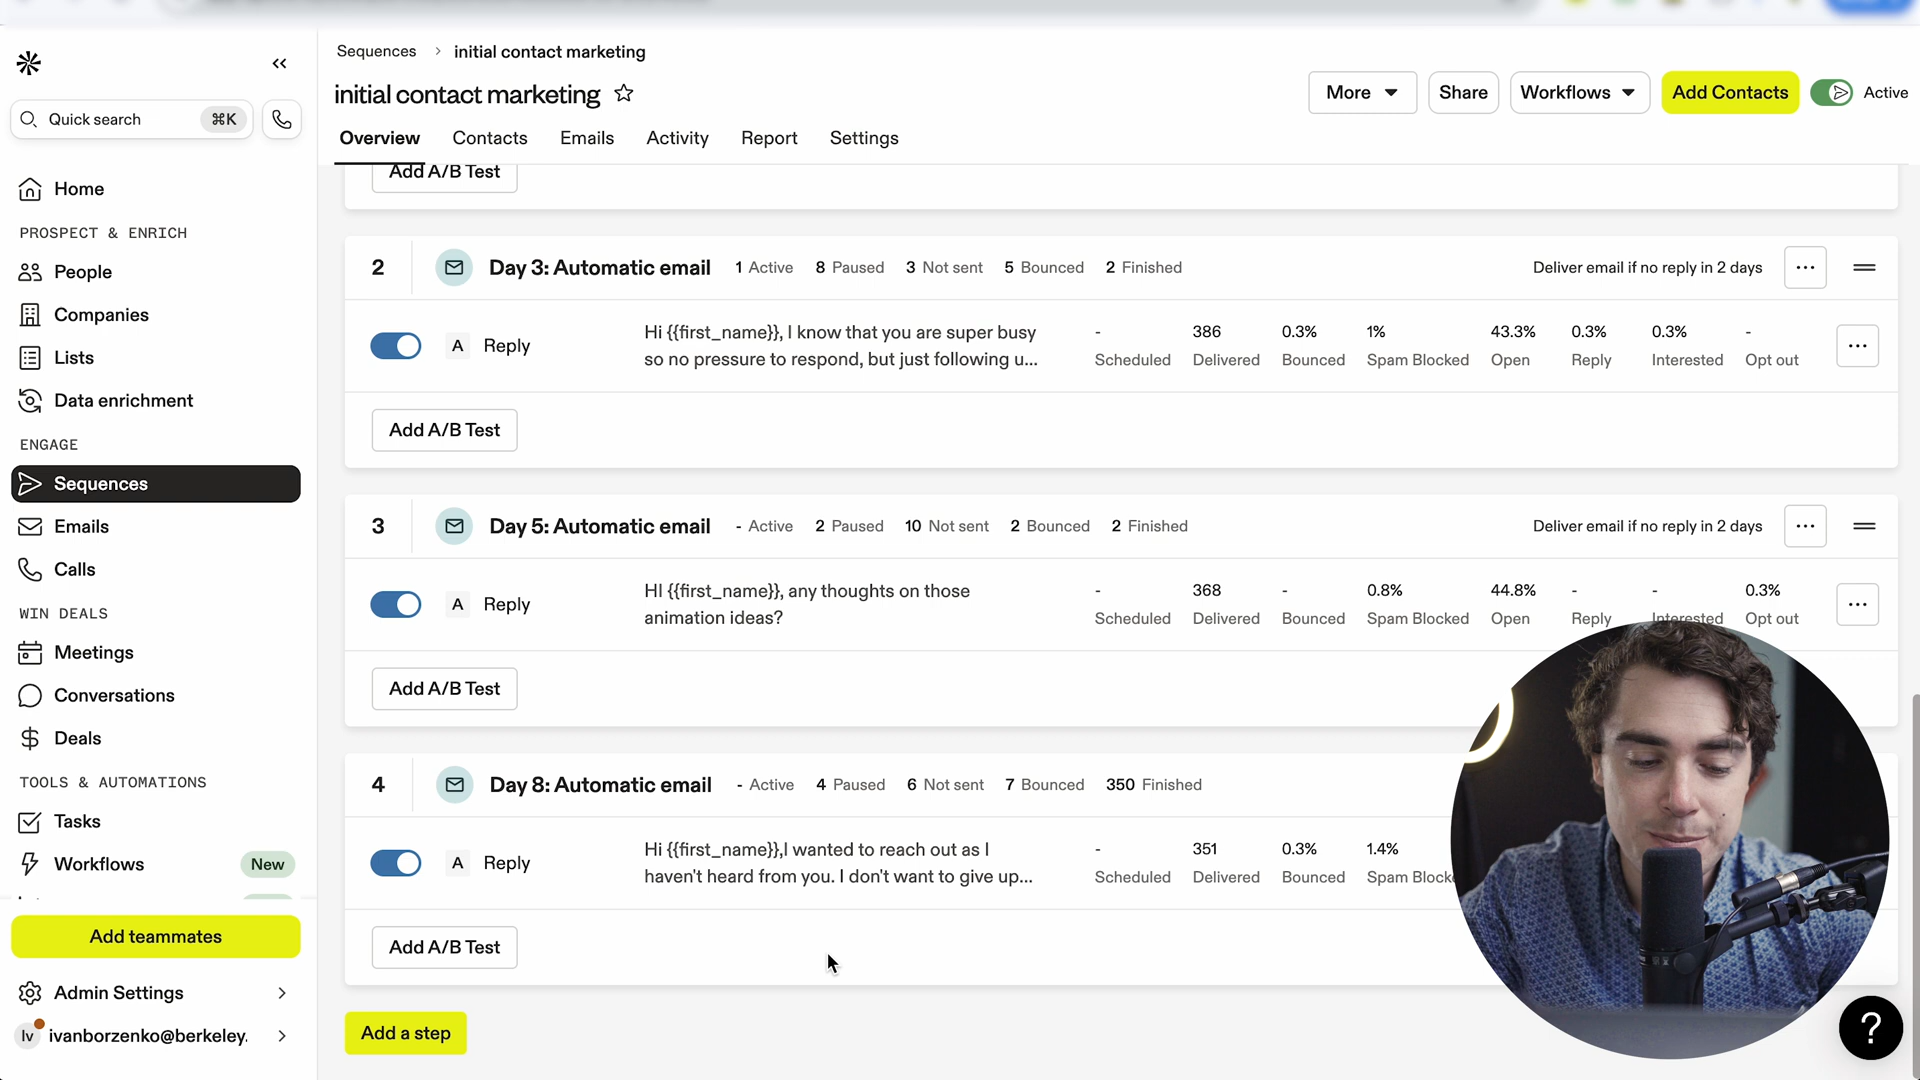 Sequences > initial contact marketing
initial contact marketing
More
Share
Workflows
Add Contacts
Active
Quick search
⌘K
Overview
Contacts
Emails
Activity
Report
Settings
Add A/B Test
Home
PROSPECT & ENRICH
People
Companies
Lists
Data enrichment
ENGAGE
Sequences
Emails
Calls
WIN DEALS
Meetings
Conversations
Deals
TOOLS & AUTOMATIONS
Tasks
Workflows
New
Add teammates
Admin Settings
Iv
ivanborzenko@berkeley.
2
Day 3: Automatic email
1 Active
8 Paused
3 Not sent
5 Bounced
2 Finished
Deliver email if no reply in 2 days
...
A
Reply
Hi {{first_name}}, I know that you are super busy
so no pressure to respond, but just following u...
- Scheduled
386 Delivered
0.3% Bounced
1% Spam Blocked
43.3% Open
0.3% Reply
0.3% Interested
- Opt out
...
Add A/B Test
3
Day 5: Automatic email
- Active
2 Paused
10 Not sent
2 Bounced
2 Finished
Deliver email if no reply in 2 days
...
A
Reply
HI {{first_name}}, any thoughts on those
animation ideas?
- Scheduled
368 Delivered
- Bounced
0.8% Spam Blocked
44.8% Open
- Reply
- Interested
0.3% Opt out
...
Add A/B Test
4
Day 8: Automatic email
- Active
4 Paused
6 Not sent
7 Bounced
350 Finished
A
Reply
Hi {{first_name}},I wanted to reach out as I
haven't heard from you. I don't want to give up...
- Scheduled
351 Delivered
0.3% Bounced
1.4% Spam Blocke
Add A/B Test
Add a step
?